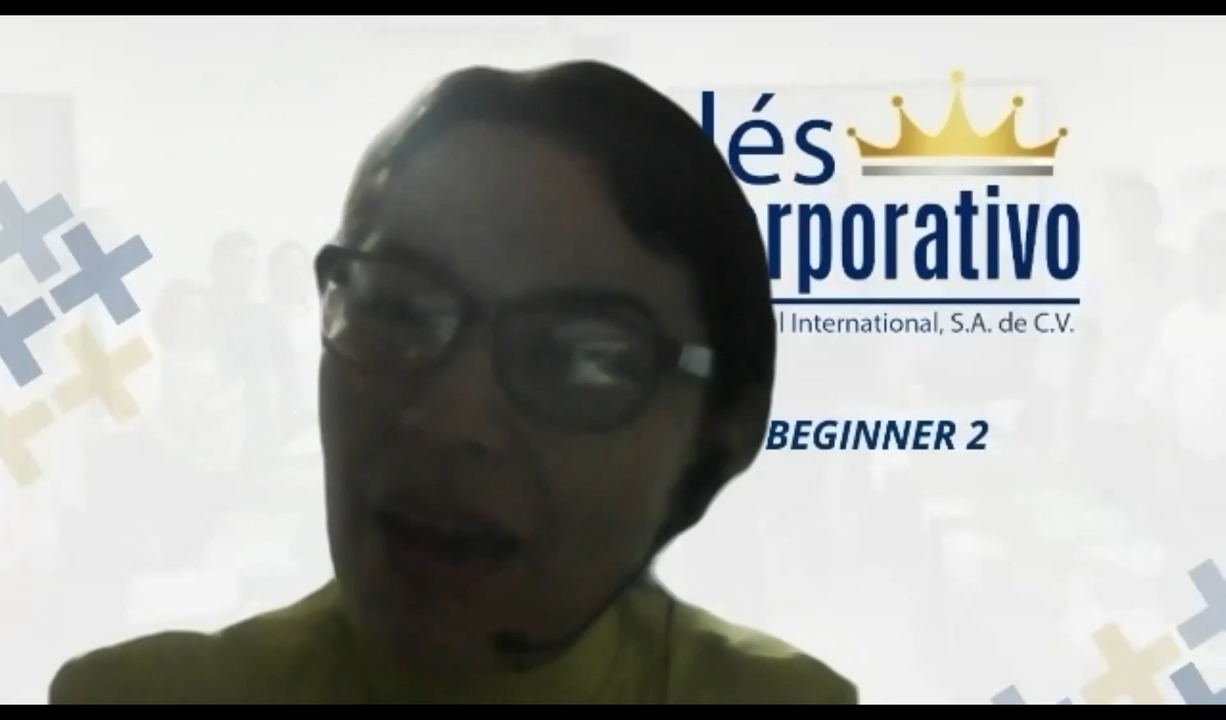 lés
rporativo
l International, S.A. de C.V.
BEGINNER 2